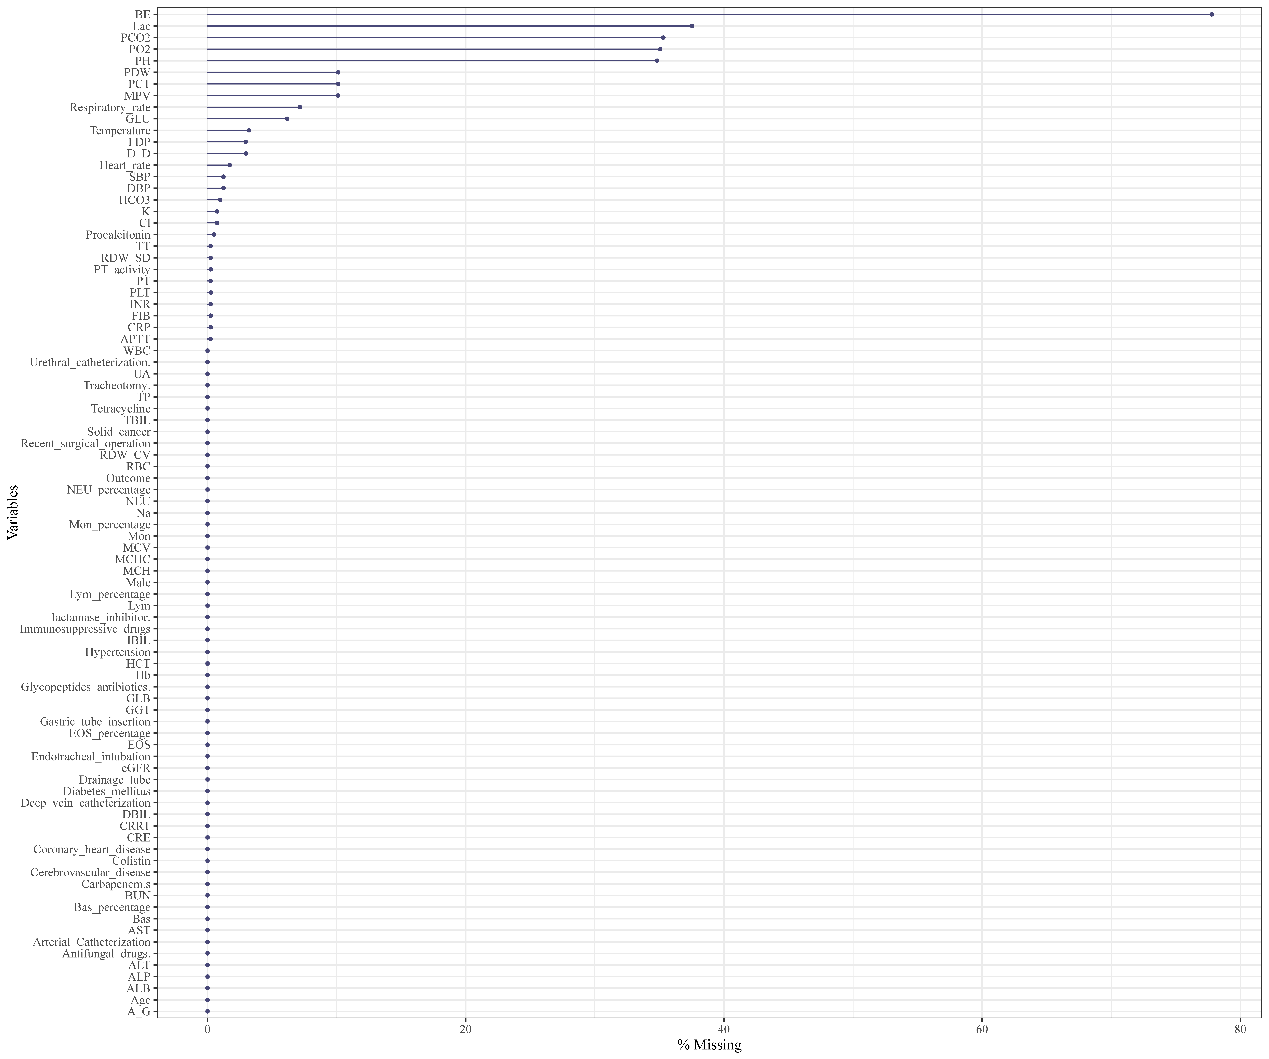 BE
Lac
PCO2
PO2
PH
PDW
PCT
MPV
Respiratory_rate
GLU
Temperature
FDP
D_D
Heart_rate
SBP
DBP
HCO3
K
Cl
Procalcitonin
TT
RDW_SD
PT_activity
PT
PLT
INR
FIB
CRP
APTT
WBC
Urethral_catheterization.
UA
Tracheotomy.
TP
Tetracycline
TBIL
Solid_cancer
Recent_surgical_operation
RDW_CV
RBC
Outcome
NEU_percentage
NEU
Na
Mon_percentage
Mon
MCV
MCHC
MCH
Male
Lym_percentage
Lym
lactamase_inhibitor.
Immunosuppressive_drugs
IBIL
Hypertension
HCT
Hb
Glycopeptides_antibiotics.
GLB
GGT
Gastric_tube_insertion
EOS_percentage
EOS
Endotracheal_intubation
eGFR
Drainage_tube
Diabetes_mellitus
Deep_vein_catheterization
DBIL
CRRT
CRE
Coronary_heart_disease
Colistin
Cerebrovascular_disease
Carbapenem.s
BUN
Bas_percentage
Bas
AST
Arterial_Catheterization
Antifungal_drugs.
ALT
ALP
ALB
Age
A_G
Variables
0 20 40 60 80
% Missing